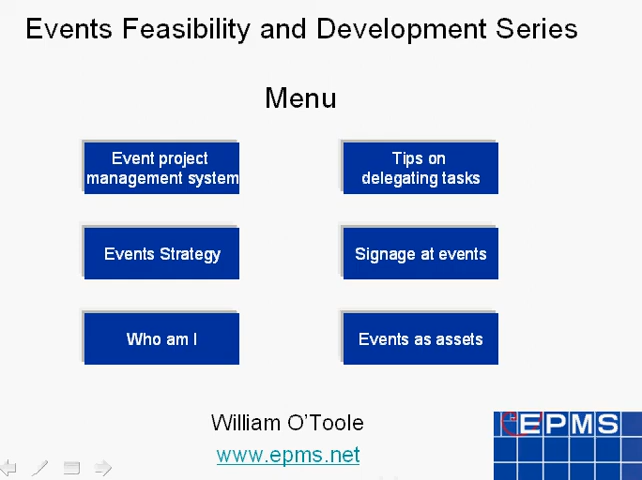 Events Feasibility and Development Series
Menu
Event project
management system
Tips on
delegating tasks
Events Strategy
Signage at events
Who am I
Events as assets
William O'Toole
www.epms.net
EPMS